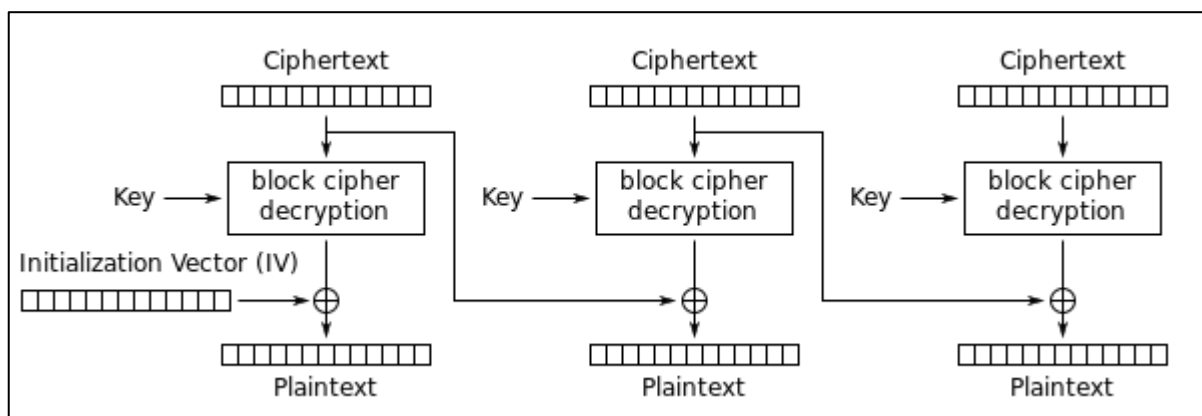 Ciphertext
Ciphertext
Ciphertext
Key
block cipher
decryption
Key
block cipher
decryption
Key
block cipher
decryption
Initialization Vector (IV)
Plaintext
Plaintext
Plaintext